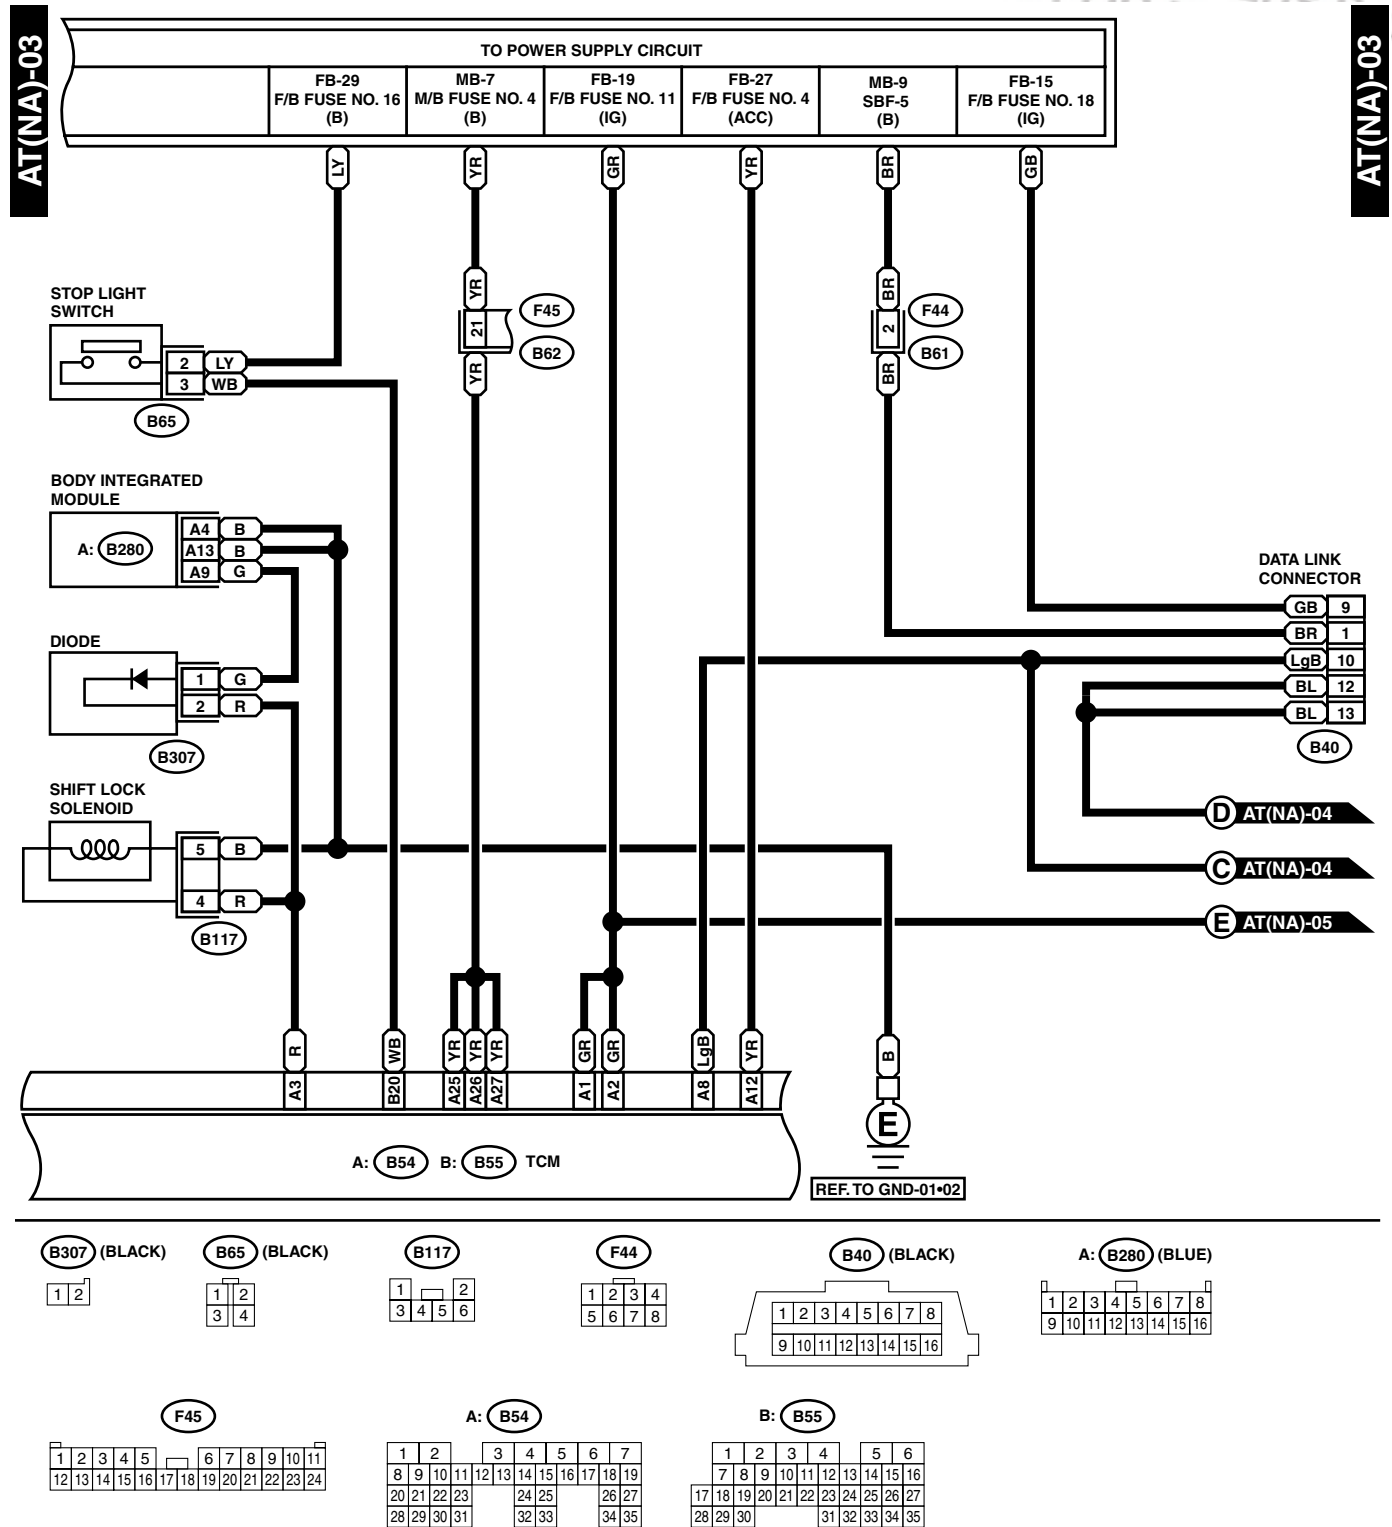 AT(NA)-03
AT(NA)-03
TO POWER SUPPLY CIRCUIT
FB-29
F/B FUSE NO. 16
(B)
MB-7
M/B FUSE NO. 4
(B)
FB-19
F/B FUSE NO. 11
(IG)
FB-27
F/B FUSE NO. 4
(ACC)
MB-9
SBF-5
(B)
FB-15
F/B FUSE NO. 18
(IG)
LY
YR
GR
YR
BR
GB
YR
21
YR
F45
B62
BR
2
BR
F44
B61
STOP LIGHT
SWITCH
2 LY
3 WB
B65
BODY INTEGRATED
MODULE
A: B280
A4 B
A13 B
A9 G
DIODE
1 G
2 R
B307
SHIFT LOCK
SOLENOID
5 B
4 R
B117
DATA LINK
CONNECTOR
GB 9
BR 1
LgB 10
BL 12
BL 13
B40
D AT(NA)-04
C AT(NA)-04
E AT(NA)-05
R
WB
YR
YR
YR
GR
GR
LgB
YR
B
A3
B20
A25
A26
A27
A1
A2
A8
A12
E
A: B54 B: B55 TCM
REF. TO GND-01•02
B307 (BLACK)
1 2
B65 (BLACK)
1 2
3 4
B117
1 2
3 4 5 6
F44
1 2 3 4
5 6 7 8
B40 (BLACK)
1 2 3 4 5 6 7 8
9 10 11 12 13 14 15 16
A: B280 (BLUE)
1 2 3 4 5 6 7 8
9 10 11 12 13 14 15 16
F45
1 2 3 4 5 6 7 8 9 10 11
12 13 14 15 16 17 18 19 20 21 22 23 24
A: B54
1 2 3 4 5 6 7
8 9 10 11 12 13 14 15 16 17 18 19
20 21 22 23 24 25 26 27
28 29 30 31 32 33 34 35
B: B55
1 2 3 4 5 6
7 8 9 10 11 12 13 14 15 16
17 18 19 20 21 22 23 24 25 26 27
28 29 30 31 32 33 34 35